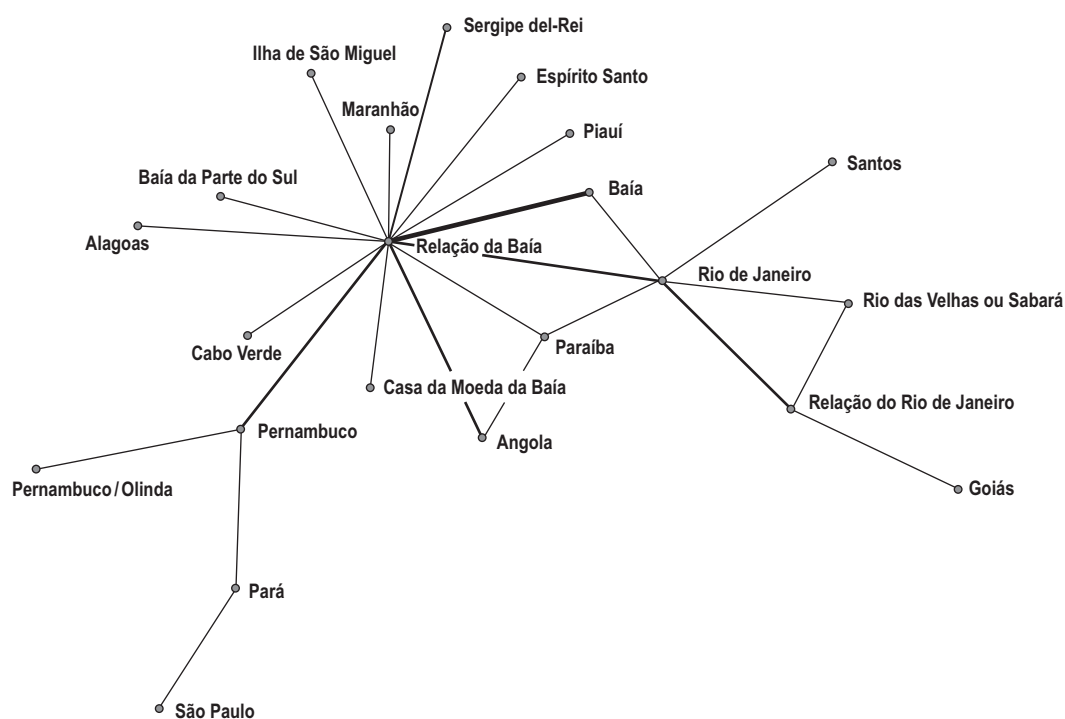 Sergipe del-Rei
Ilha de São Miguel
Espírito Santo
Maranhão
Piauí
Santos
Baía da Parte do Sul
Baía
Alagoas
Relação da Baía
Rio de Janeiro
Rio das Velhas ou Sabará
Cabo Verde
Paraíba
Casa da Moeda da Baía
Relação do Rio de Janeiro
Pernambuco
Angola
Pernambuco/Olinda
Goiás
Pará
São Paulo